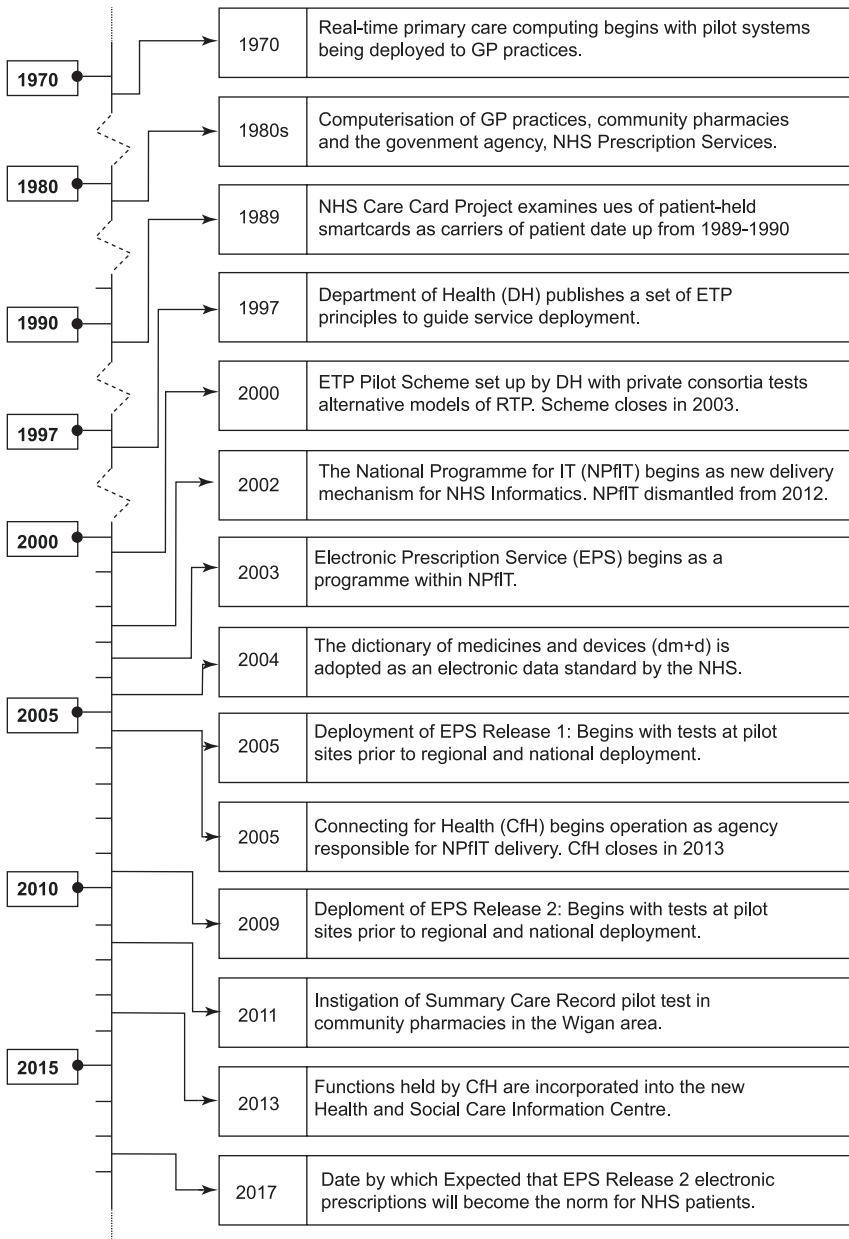 1970
1980
1990
1997
2000
2005
2010
2015
1970
Real-time primary care computing begins with pilot systems
being deployed to GP practices.
1980s
Computerisation of GP practices, community pharmacies
and the govenment agency, NHS Prescription Services.
1989
NHS Care Card Project examines ues of patient-held
smartcards as carriers of patient date up from 1989-1990
1997
Department of Health (DH) publishes a set of ETP
principles to guide service deployment.
2000
ETP Pilot Scheme set up by DH with private consortia tests
alternative models of RTP. Scheme closes in 2003.
2002
The National Programme for IT (NPfIT) begins as new delivery
mechanism for NHS Informatics. NPfIT dismantled from 2012.
2003
Electronic Prescription Service (EPS) begins as a
programme within NPfIT.
2004
The dictionary of medicines and devices (dm+d) is
adopted as an electronic data standard by the NHS.
2005
Deployment of EPS Release 1: Begins with tests at pilot
sites prior to regional and national deployment.
2005
Connecting for Health (CfH) begins operation as agency
responsible for NPfIT delivery. CfH closes in 2013
2009
Deploment of EPS Release 2: Begins with tests at pilot
sites prior to regional and national deployment.
2011
Instigation of Summary Care Record pilot test in
community pharmacies in the Wigan area.
2013
Functions held by CfH are incorporated into the new
Health and Social Care Information Centre.
2017
Date by which Expected that EPS Release 2 electronic
prescriptions will become the norm for NHS patients.